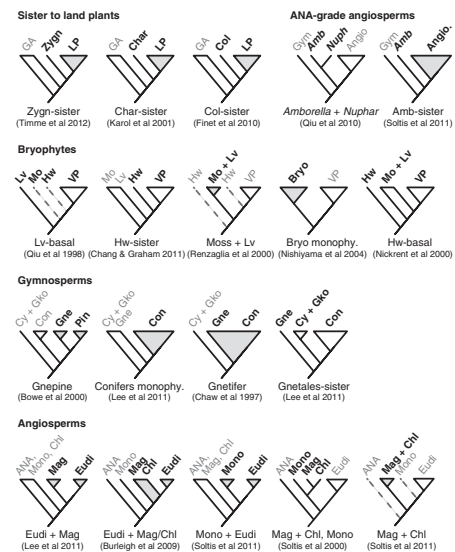 Sister to land plants
ANA-grade angiosperms
GA Zygn LP
GA Char LP
GA Col LP
Gym Amb Nuph Angio
Gym Amb Angio.
Zygn-sister
(Timme et al 2012)
Char-sister
(Karol et al 2001)
Col-sister
(Finet et al 2010)
Amborella + Nuphar
(Qiu et al 2010)
Amb-sister
(Soltis et al 2011)
Bryophytes
Lv Mo Hw VP
Mo Lv Hw VP
Hw Mo + Lv Hw VP
Bryo VP
Hw Mo + Lv VP
Lv-basal
(Qiu et al 1998)
Hw-sister
(Chang & Graham 2011)
Moss + Lv
(Renzaglia et al 2000)
Bryo monophy.
(Nishiyama et al 2004)
Hw-basal
(Nickrent et al 2000)
Gymnosperms
Cy + Gko Con Gne Pin
Cy + Gko Gne Con
Cy + Gko Gne Con
Gne Cy + Gko Con
Gnepine
(Bowe et al 2000)
Conifers monophy.
(Lee et al 2011)
Gnetifer
(Chaw et al 1997)
Gnetales-sister
(Lee et al 2011)
Angiosperms
ANA, Mono, Chl Mag Eudi
ANA Mono Mag Chl Eudi
ANA, Mag, Chl Mono Eudi
ANA Mono Mag Chl Eudi
ANA Mag + Chl Mono Eudi
Eudi + Mag
(Lee et al 2011)
Eudi + Mag/Chl
(Burleigh et al 2009)
Mono + Eudi
(Soltis et al 2011)
Mag + Chl, Mono
(Soltis et al 2000)
Mag + Chl
(Soltis et al 2011)